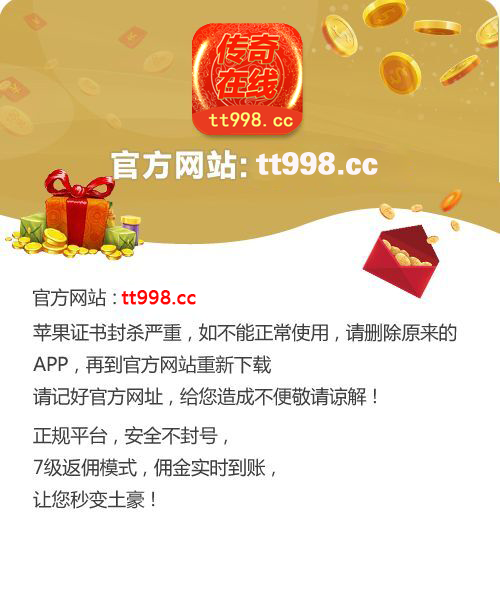 传奇
在线
tt998.cc
官方网站: tt998.cc
官方网站 : tt998.cc
苹果证书封杀严重，如不能正常使用，请删除原来的
APP，再到官方网站重新下载
请记好官方网址，给您造成不便敬请谅解！
正规平台，安全不封号，
7级返佣模式，佣金实时到账，
让您秒变土豪！